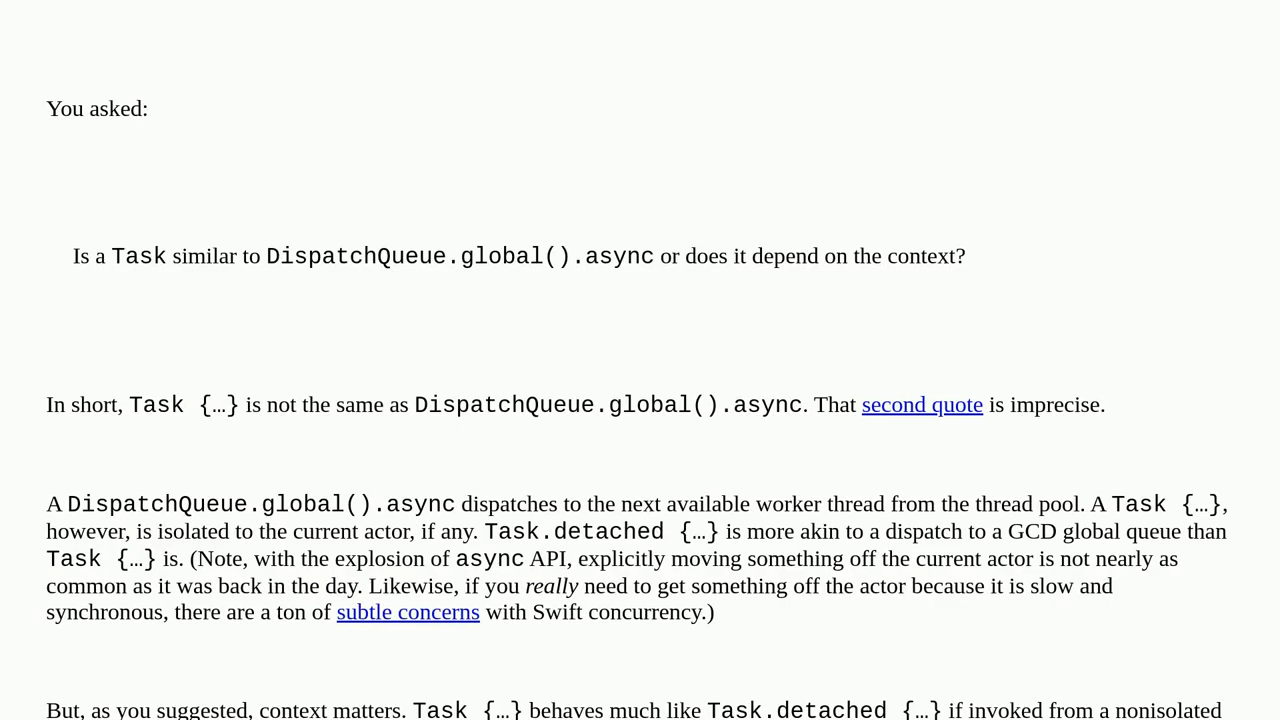 You asked:
Is a Task similar to DispatchQueue.global().async or does it depend on the context?
In short, Task {…} is not the same as DispatchQueue.global().async. That second quote is imprecise.
A DispatchQueue.global().async dispatches to the next available worker thread from the thread pool. A Task {…},
however, is isolated to the current actor, if any. Task.detached {…} is more akin to a dispatch to a GCD global queue than
Task {…} is. (Note, with the explosion of async API, explicitly moving something off the current actor is not nearly as
common as it was back in the day. Likewise, if you really need to get something off the actor because it is slow and
synchronous, there are a ton of subtle concerns with Swift concurrency.)
But, as you suggested, context matters. Task {…} behaves much like Task.detached {…} if invoked from a nonisolated